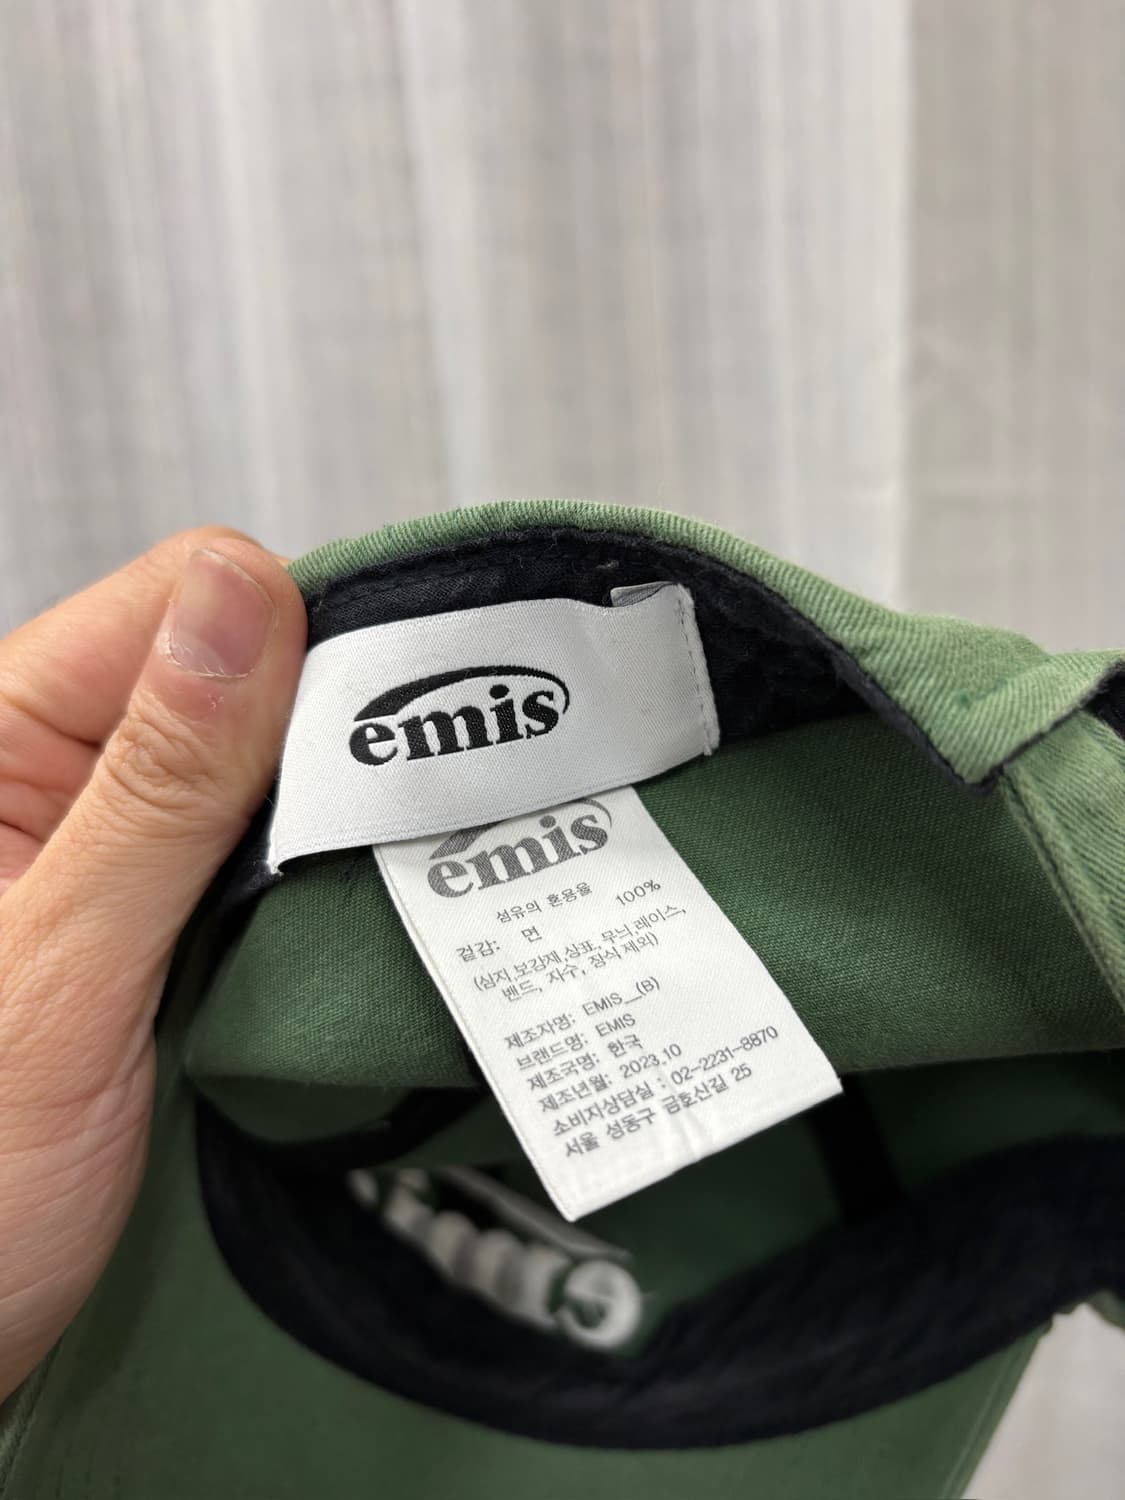 emis
emis
섬유의 혼용율
겉감: 면 100%
(심지,보강재,상표, 무늬,레이스,
밴드, 자수, 장식 제외)
제조자명: EMIS_(B)
브랜드명: EMIS
제조국명: 한국
제조년월: 2023.10
소비자상담실 : 02-2231-8870
서울 성동구 금호산길 25